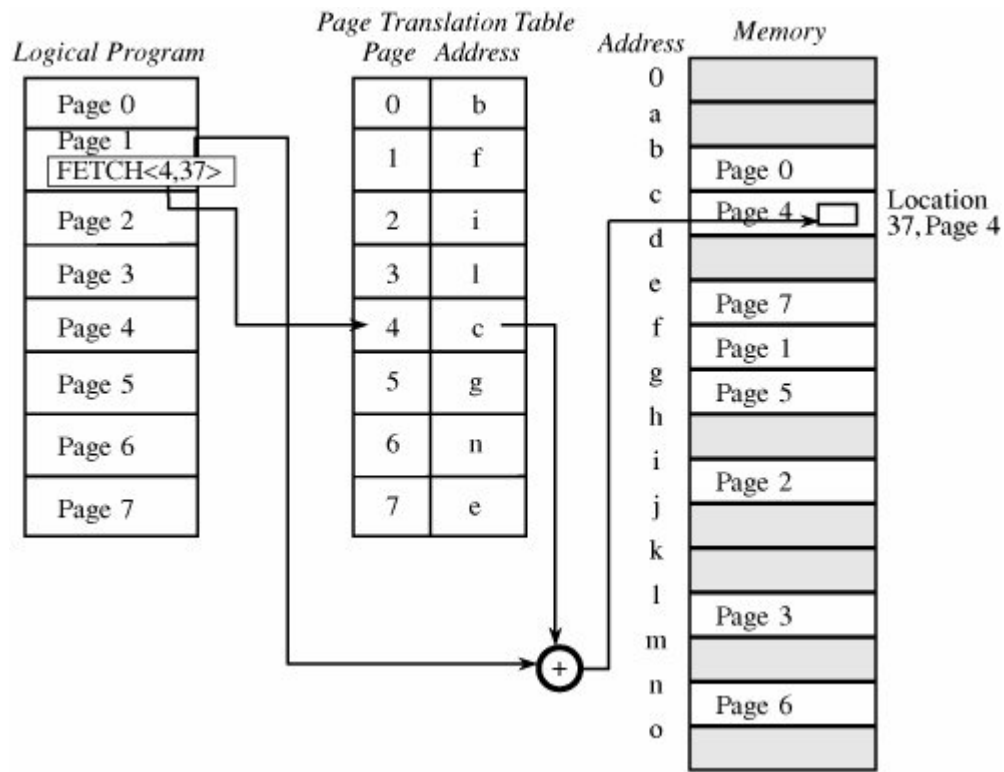 Logical Program
Page 0
Page 1
FETCH<4,37>
Page 2
Page 3
Page 4
Page 5
Page 6
Page 7
Page Translation Table
Page Address
0 b
1 f
2 i
3 l
4 c
5 g
6 n
7 e
+
Address
0
a
b
c
d
e
f
g
h
i
j
k
l
m
n
o
Memory
Page 0
Page 4
Page 7
Page 1
Page 5
Page 2
Page 3
Page 6
Location
37, Page 4